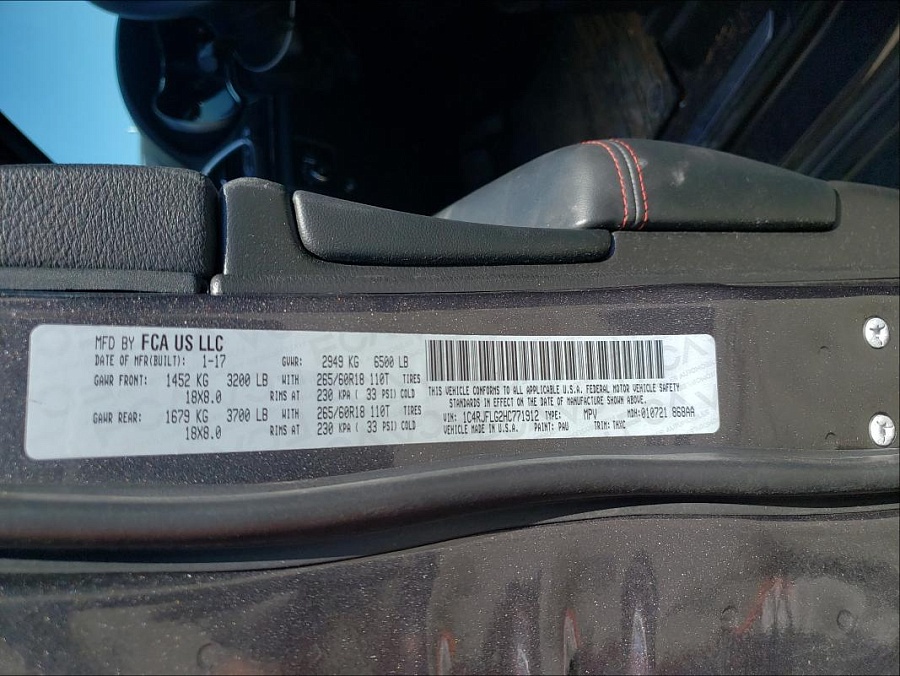 MFD BY FCA US LLC
DATE OF MFR(BUILT): 1-17 GVWR: 2949 KG 6500 LB
GAWR FRONT: 1452 KG 3200 LB WITH 265/60R18 110T TIRES
18X8.0 RIMS AT 230 KPA ( 33 PSI) COLD
GAWR REAR: 1679 KG 3700 LB WITH 265/60R18 110T TIRES
18X8.0 RIMS AT 230 KPA ( 33 PSI) COLD
THIS VEHICLE CONFORMS TO ALL APPLICABLE U.S.A. FEDERAL MOTOR VEHICLE SAFETY
STANDARDS IN EFFECT ON THE DATE OF MANUFACTURE SHOWN ABOVE.
VIN: 1C4RJFLG2HC771912 TYPE: MPV MDH:010721 068AA
VEHICLE MADE IN U.S.A. PAINT: PAU TRIM: THXC